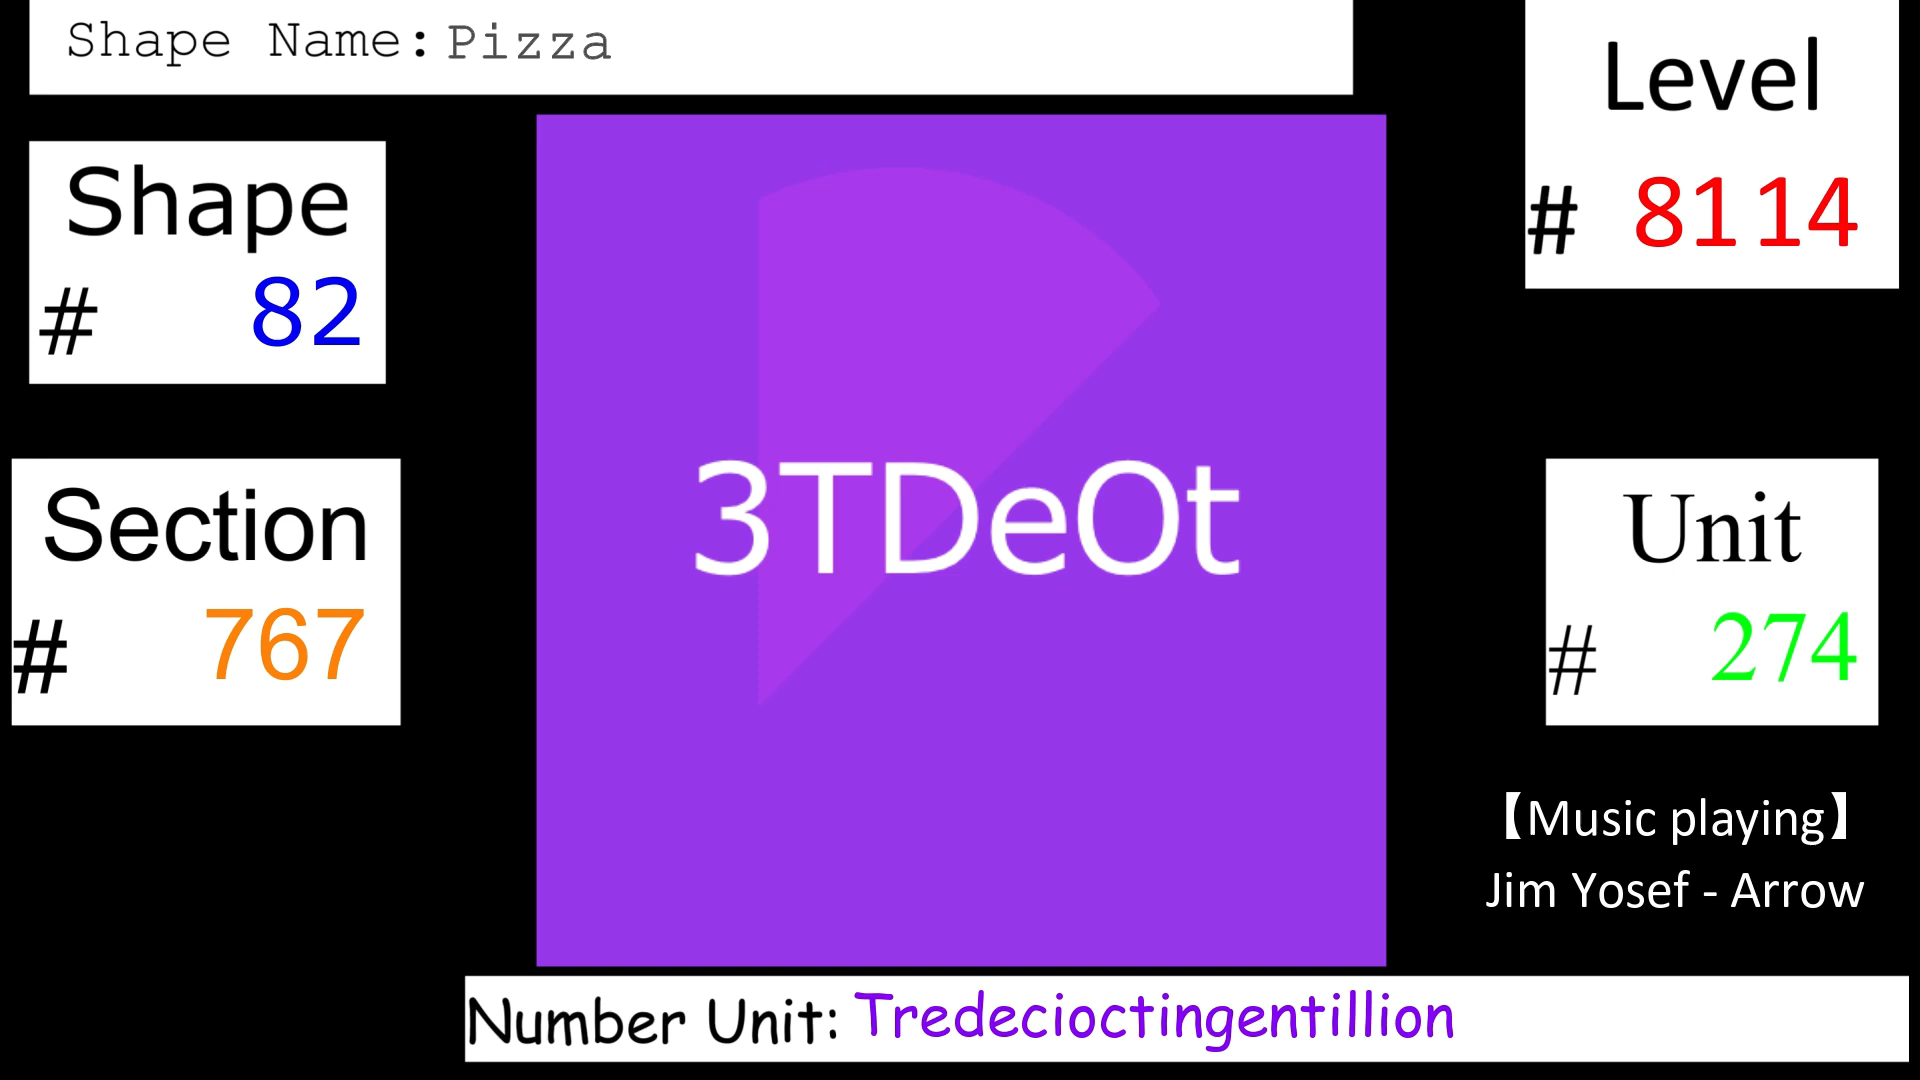 Shape Name: Pizza
Level
# 8114
Shape
# 82
3TDeOt
Section
# 767
Unit
# 274
【Music playing】
Jim Yosef - Arrow
Number Unit: Tredecioctingentillion